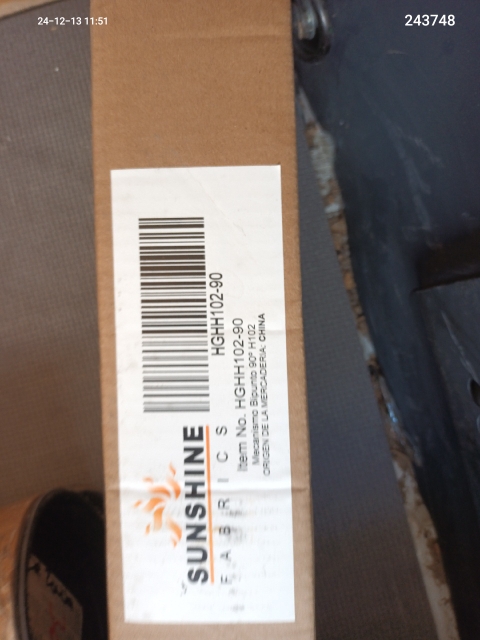 24-12-13 11:51
243748
SUNSHINE
F A B R I C S
HGHH102-90
Item No. HGHH102-90
Mecanismo Bipunto 90° H102
ORIGEN DE LA MERCADERIA: CHINA